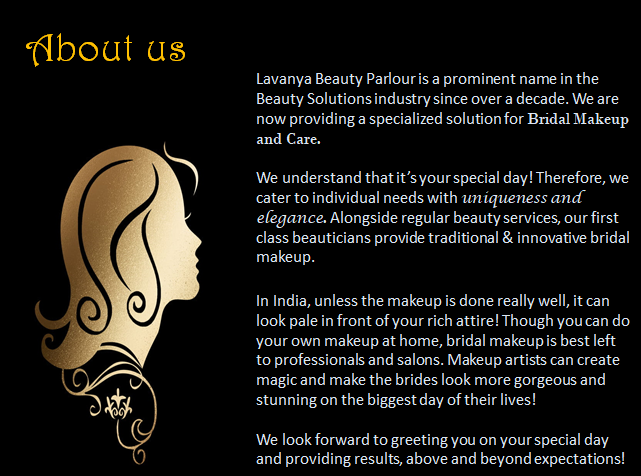 About us
Lavanya Beauty Parlour is a prominent name in the
Beauty Solutions industry since over a decade. We are
now providing a specialized solution for Bridal Makeup
and Care.
We understand that it's your special day! Therefore, we
cater to individual needs with uniqueness and
elegance. Alongside regular beauty services, our first
class beauticians provide traditional & innovative bridal
makeup.
In India, unless the makeup is done really well, it can
look pale in front of your rich attire! Though you can do
your own makeup at home, bridal makeup is best left
to professionals and salons. Makeup artists can create
magic and make the brides look more gorgeous and
stunning on the biggest day of their lives!
We look forward to greeting you on your special day
and providing results, above and beyond expectations!